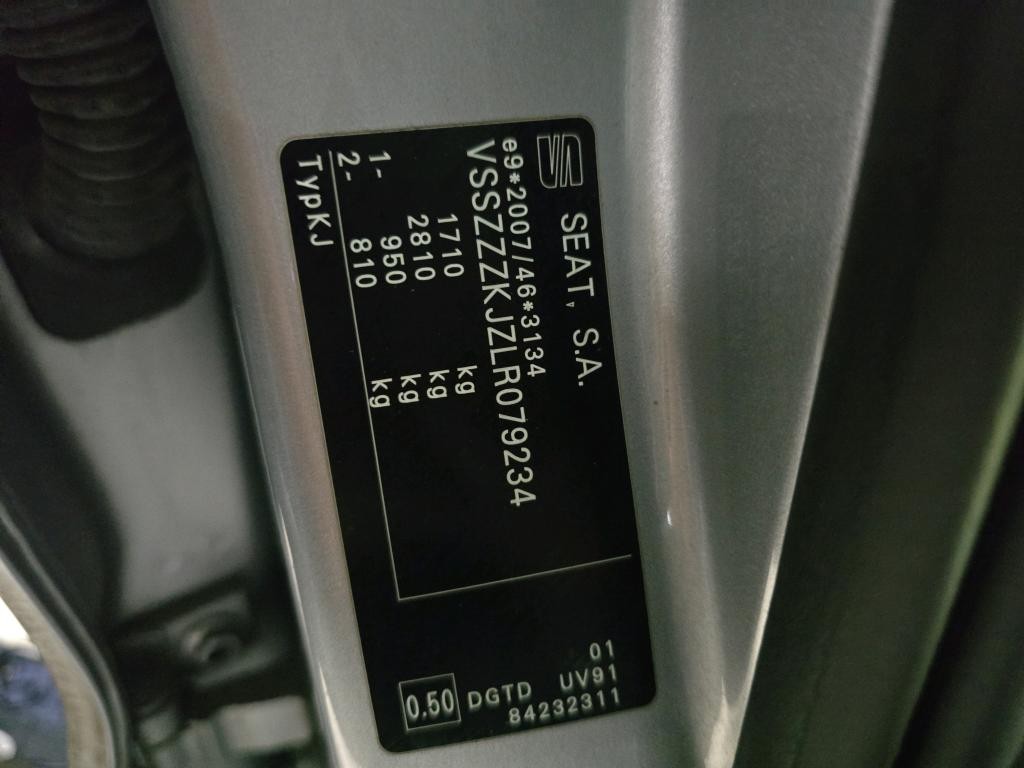 SEAT, S.A.
e9*2007/46*3134
VSSZZZKJZLR079234
1710 kg
2810 kg
1- 950 kg
2- 810 kg
TypKJ
01
UV91
84232311
DGTD
0.50